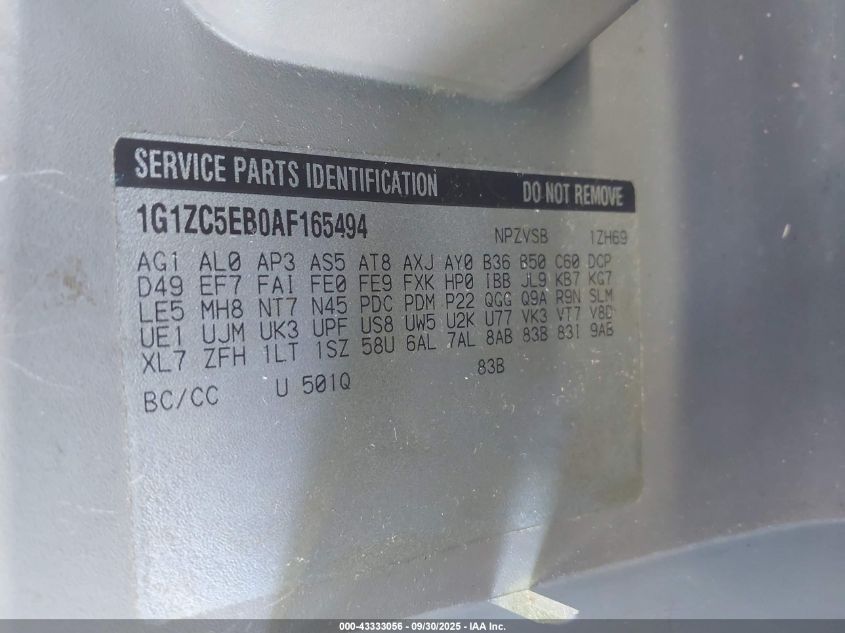 SERVICE PARTS IDENTIFICATION DO NOT REMOVE
1G1ZC5EB0AF165494 NPZVSB 1ZH69
AG1 AL0 AP3 AS5 AT8 AXJ AY0 B36 B50 C60 DCP
D49 EF7 FAI FE0 FE9 FXK HP0 IBB JL9 KB7 KG7
LE5 MH8 NT7 N45 PDC PDM P22 QGG Q9A R9N SLM
UE1 UJM UK3 UPF US8 UW5 U2K U77 VK3 VT7 V8D
XL7 ZFH 1LT 1SZ 58U 6AL 7AL 8AB 83B 831 9AB
BC/CC U 501Q 83B
000-43333056 - 09/30/2025 - IAA Inc.